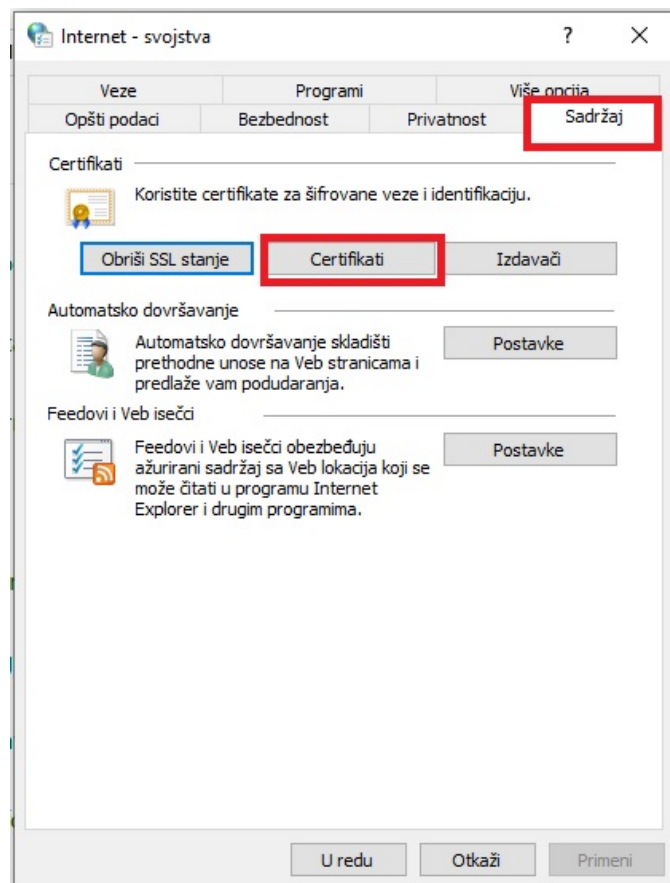 Internet - svojstva
Veze Programi Više opcija
Opšti podaci Bezbednost Privatnost Sadržaj
Certifikati
Koristite certifikate za šifrovane veze i identifikaciju.
Obriši SSL stanje Certifikati Izdavači
Automatsko dovršavanje
Automatsko dovršavanje skladišti
prethodne unose na Veb stranicama i
predlaže vam podudaranja.
Postavke
Feedovi i Veb isečci
Feedovi i Veb isečci obezbeđuju
ažurirani sadržaj sa Veb lokacija koji se
može čitati u programu Internet
Explorer i drugim programima.
Postavke
U redu Otkaži Primeni